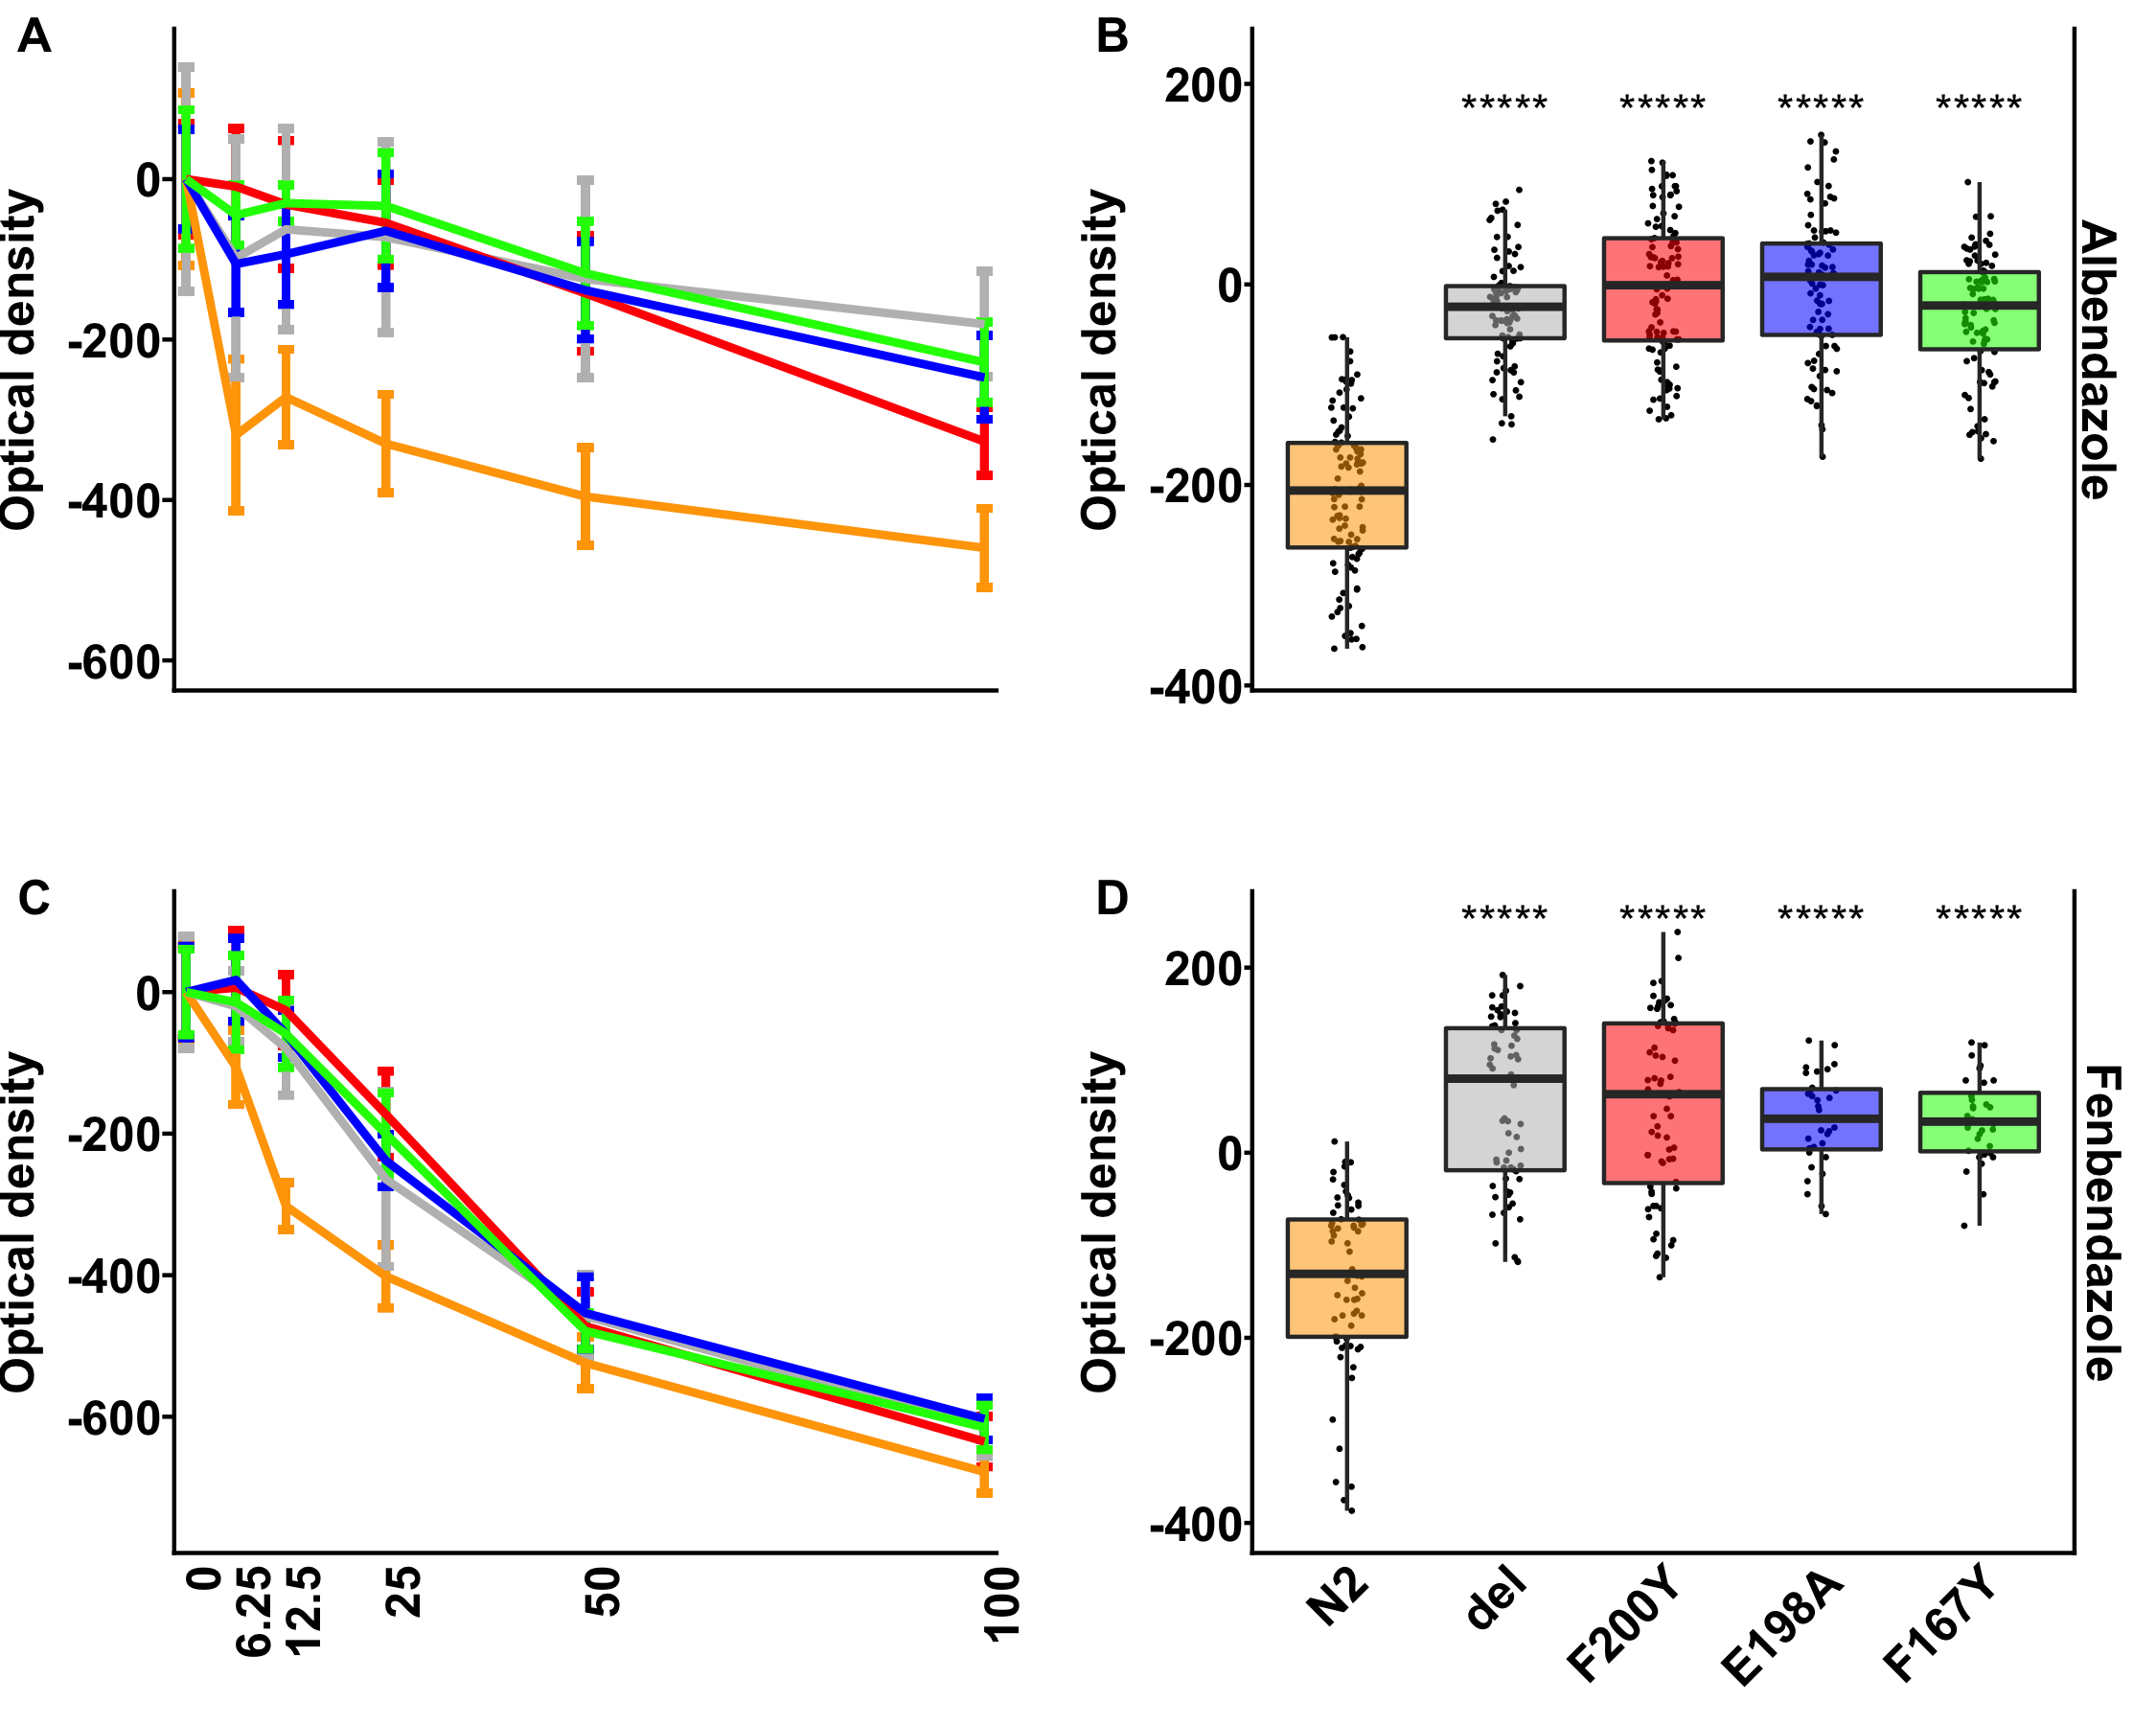 A
Optical density
0
-200
-400
-600
B
Optical density
200
0
-200
-400
***** ***** ***** *****
Albendazole
C
Optical density
0
-200
-400
-600
0 6.25 12.5 25 50 100
D
Optical density
200
0
-200
-400
***** ***** ***** *****
N2 del F200Y E198A F167Y
Fenbendazole